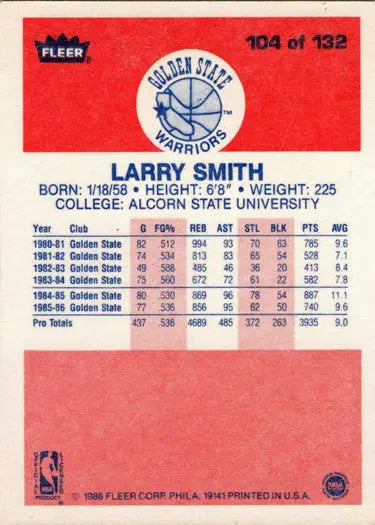 FLEER
104 of 132
GOLDEN STATE
WARRIORS
TM
LARRY SMITH
BORN: 1/18/58 • HEIGHT: 6'8" • WEIGHT: 225
COLLEGE: ALCORN STATE UNIVERSITY
Year Club G FG% REB AST STL BLK PTS AVG
1980-81 Golden State 82 .512 994 93 70 63 785 9.6
1981-82 Golden State 74 .534 813 83 65 54 528 7.1
1982-83 Golden State 49 .588 485 46 36 20 413 8.4
1983-84 Golden State 75 .560 672 72 61 22 582 7.8
1984-85 Golden State 80 .530 869 96 78 54 887 11.1
1985-86 Golden State 77 .536 856 95 62 50 740 9.6
Pro Totals 437 .538 4689 485 372 263 3935 9.0
OFFICIAL LICENSED
NBA
PRODUCT
© 1986 FLEER CORP. PHILA. 19141 PRINTED IN U.S.A.